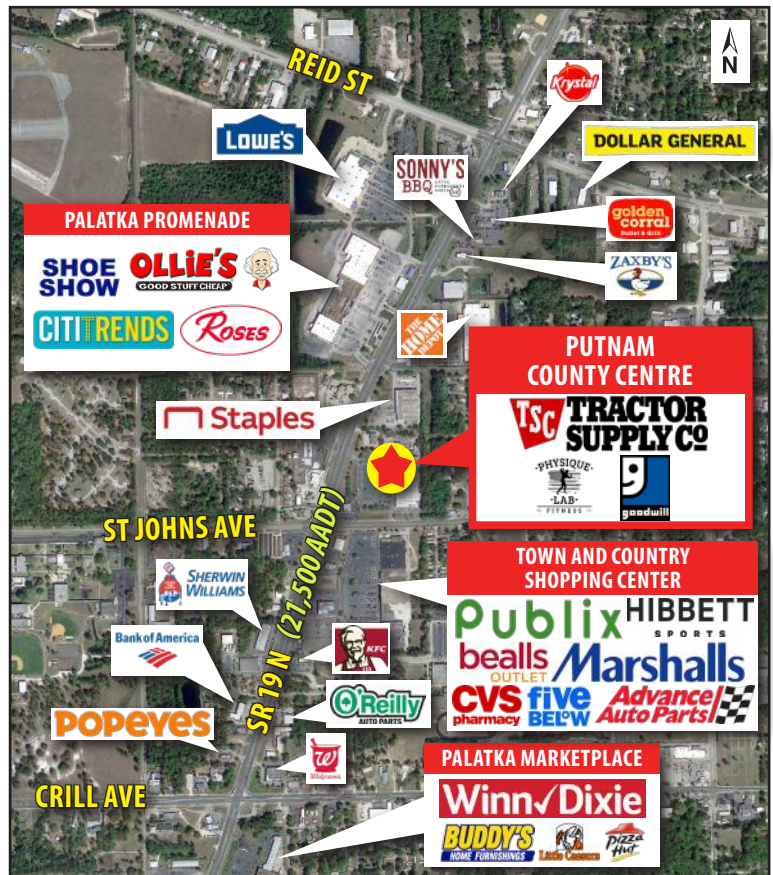 REID ST
N
Krystal
LOWE'S
DOLLAR GENERAL
SONNY'S
BBQ
golden
corral
Buffet & Grill
PALATKA PROMENADE
ZAXBY'S
SHOE
SHOW
OLLiE'S
"GOOD STUFF CHEAP"
CITITRENDS
ROSES
THE
HOME
DEPOT
PUTNAM
COUNTY CENTRE
TSC TRACTOR
SUPPLY CO
Staples
PHYSIQUE
LAB
FITNESS
goodwill
ST JOHNS AVE
SR 19 N (21,500 AADT)
TOWN AND COUNTRY
SHOPPING CENTER
SHERWIN
WILLIAMS
Publix HIBBETT
SPORTS
Bank of America
KFC
bealls
OUTLET
Marshalls
CVS
pharmacy
five
BELOW
Advance
Auto Parts
O'Reilly
AUTO PARTS
POPEYES
W
Walgreens
PALATKA MARKETPLACE
CRILL AVE
Winn Dixie
BUDDY'S
HOME FURNISHINGS
Little Caesars
Pizza
Hut